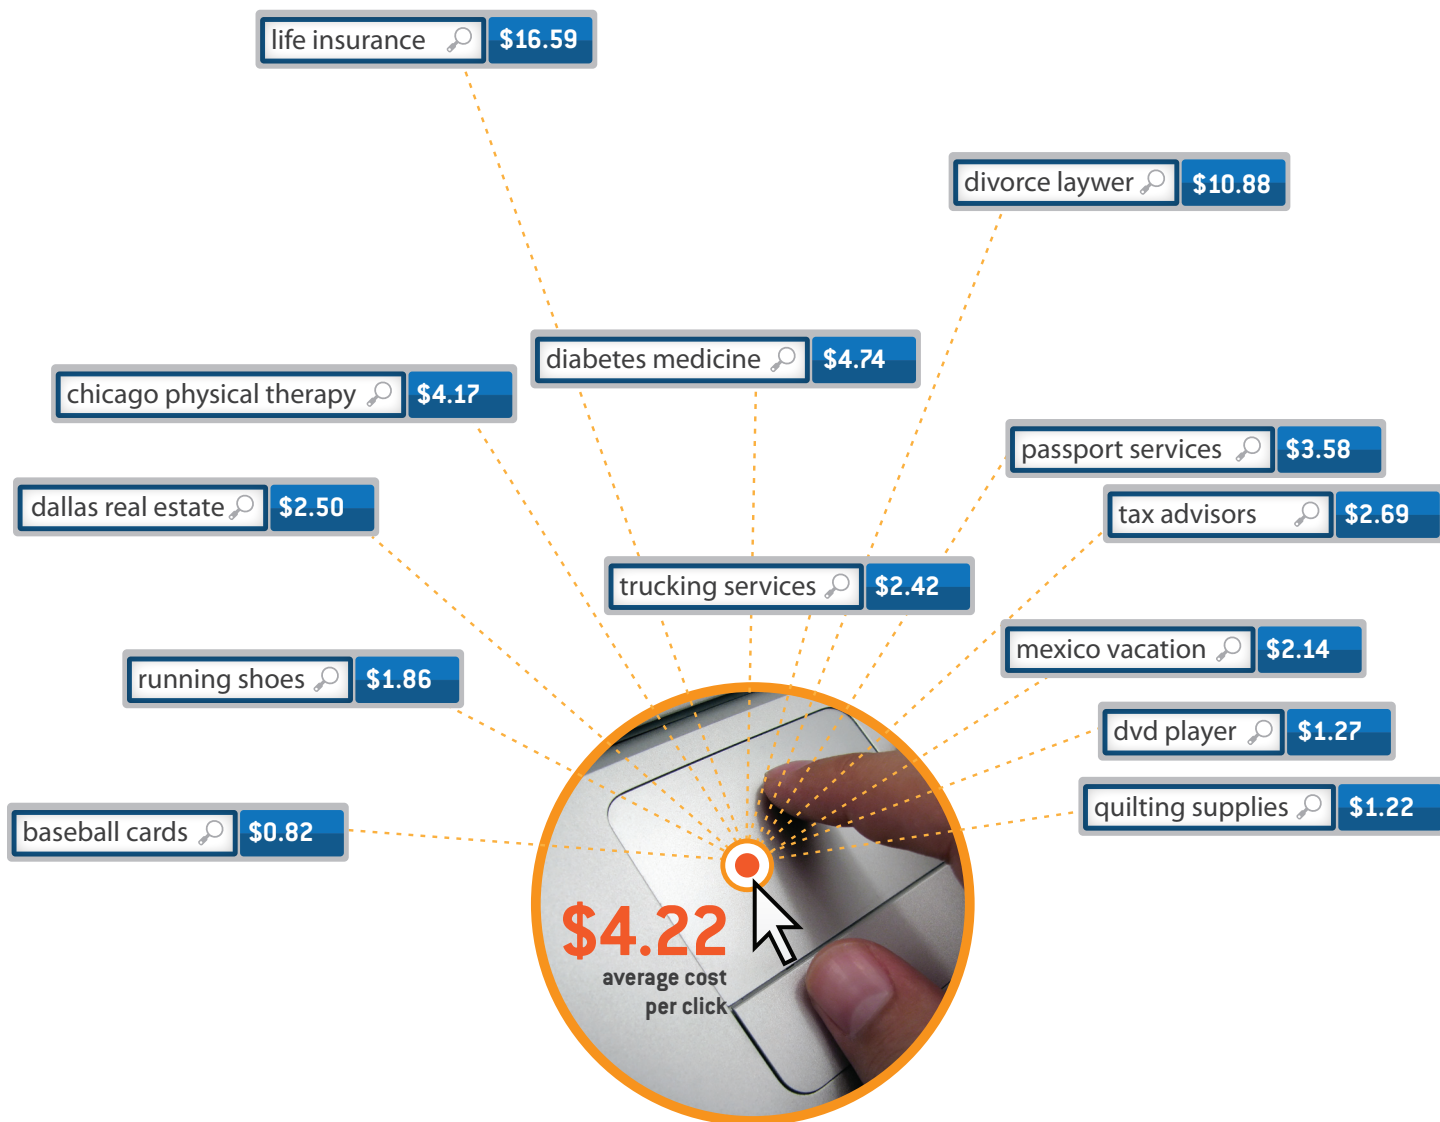 life insurance $16.59
divorce laywer $10.88
diabetes medicine $4.74
chicago physical therapy $4.17
passport services $3.58
dallas real estate $2.50
tax advisors $2.69
trucking services $2.42
mexico vacation $2.14
running shoes $1.86
dvd player $1.27
quilting supplies $1.22
baseball cards $0.82
$4.22
average cost
per click